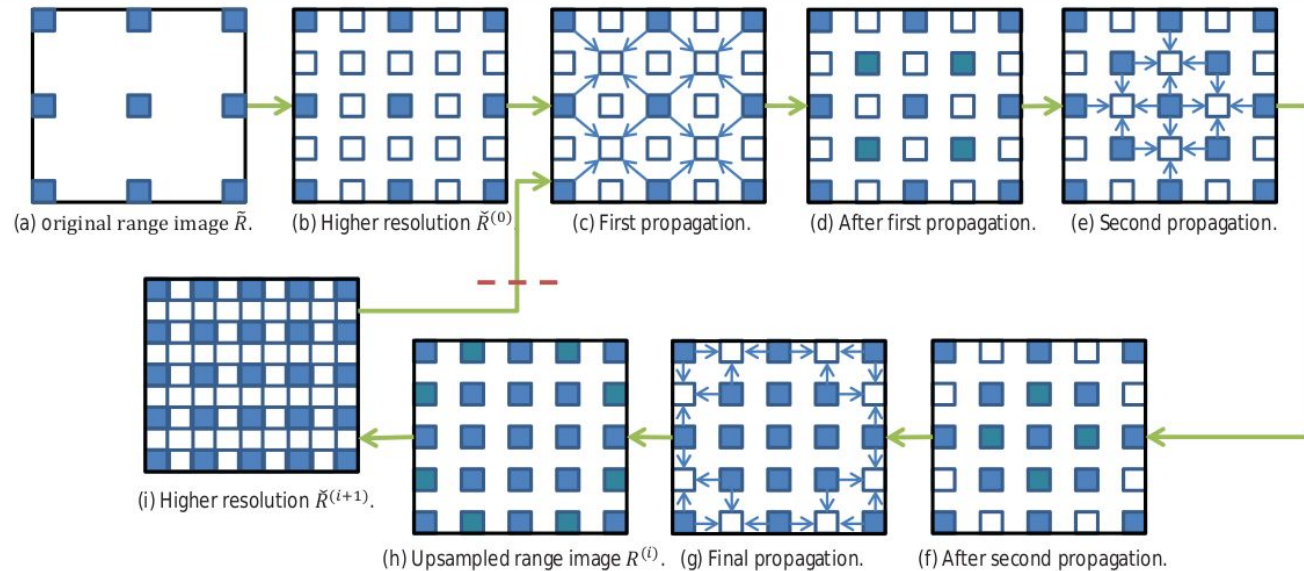 (a) original range image R̃.
(b) Higher resolution Ř⁽⁰⁾.
(c) First propagation.
(d) After first propagation.
(e) Second propagation.
(i) Higher resolution Ř⁽ⁱ⁺¹⁾.
(h) Upsampled range image R⁽ⁱ⁾.
(g) Final propagation.
(f) After second propagation.